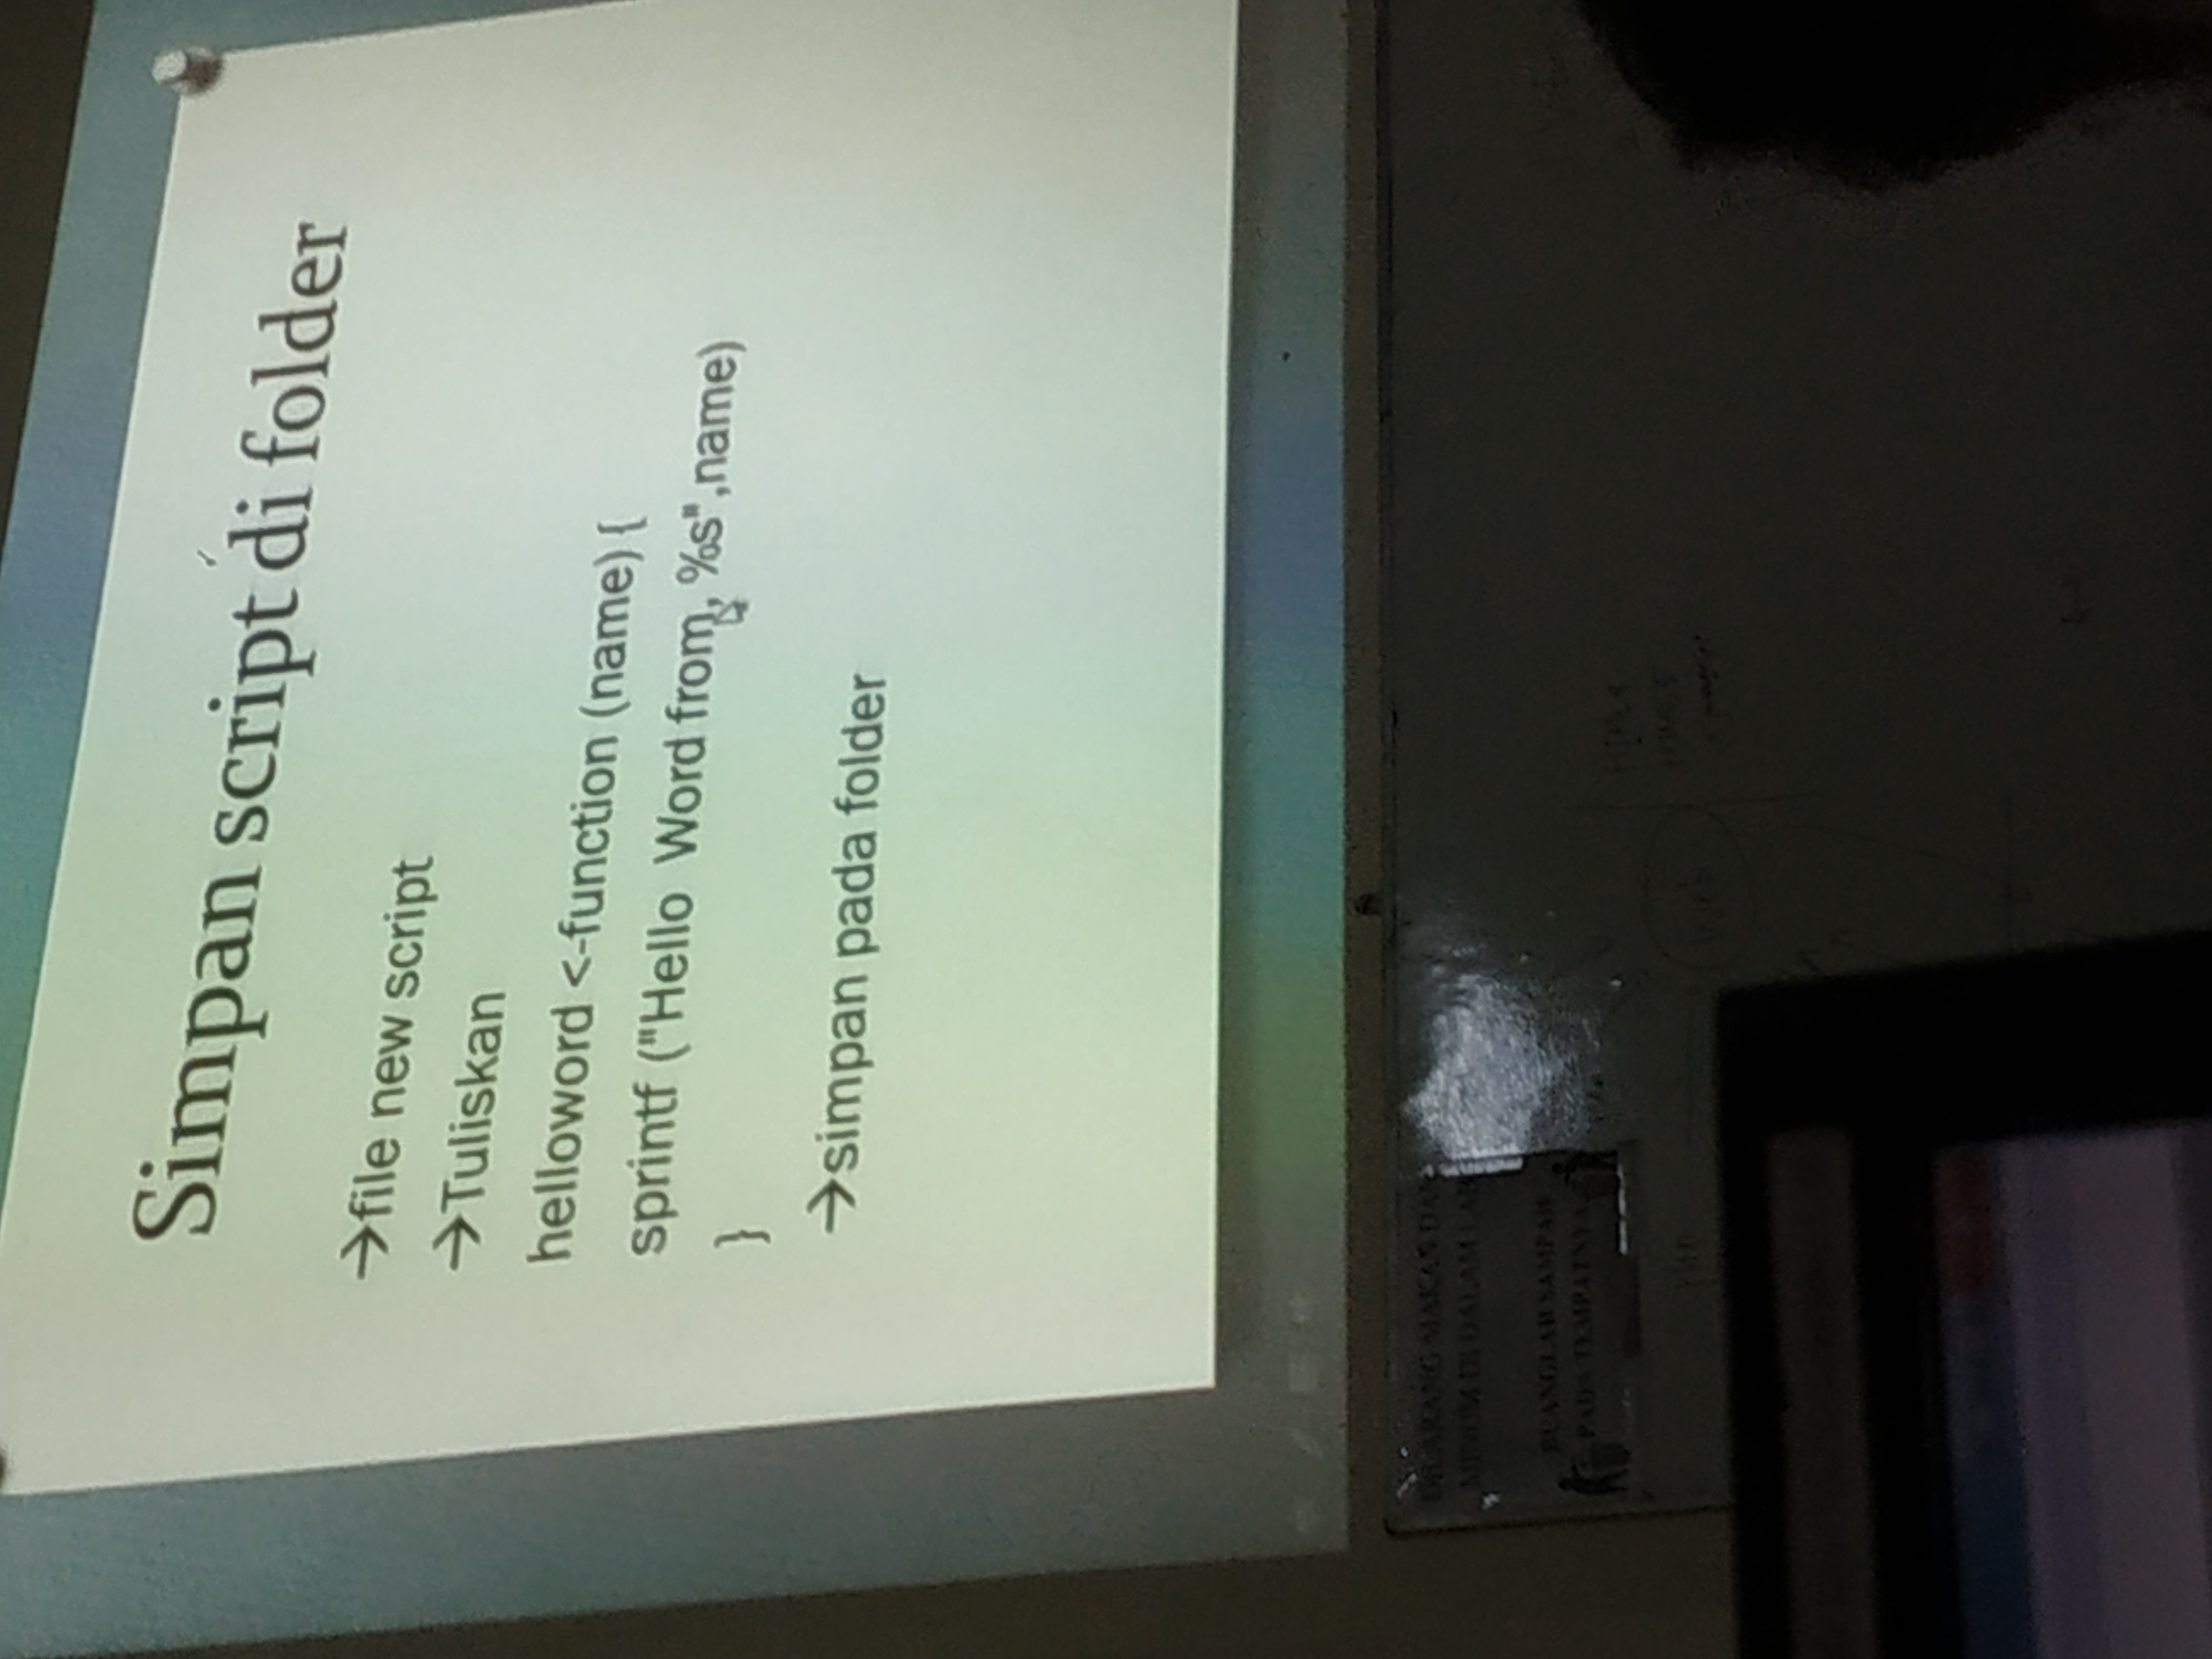 Simpan script di folder
→file new script
→Tuliskan
helloword <-function (name) {
sprintf ("Hello  Word from, %s",name)
}
→simpan pada folder
DILARANG MAKAN DAN
MINUM DI DALAM LAB
BUANGLAH SAMPAH
PADA TEMPATNYA
Web